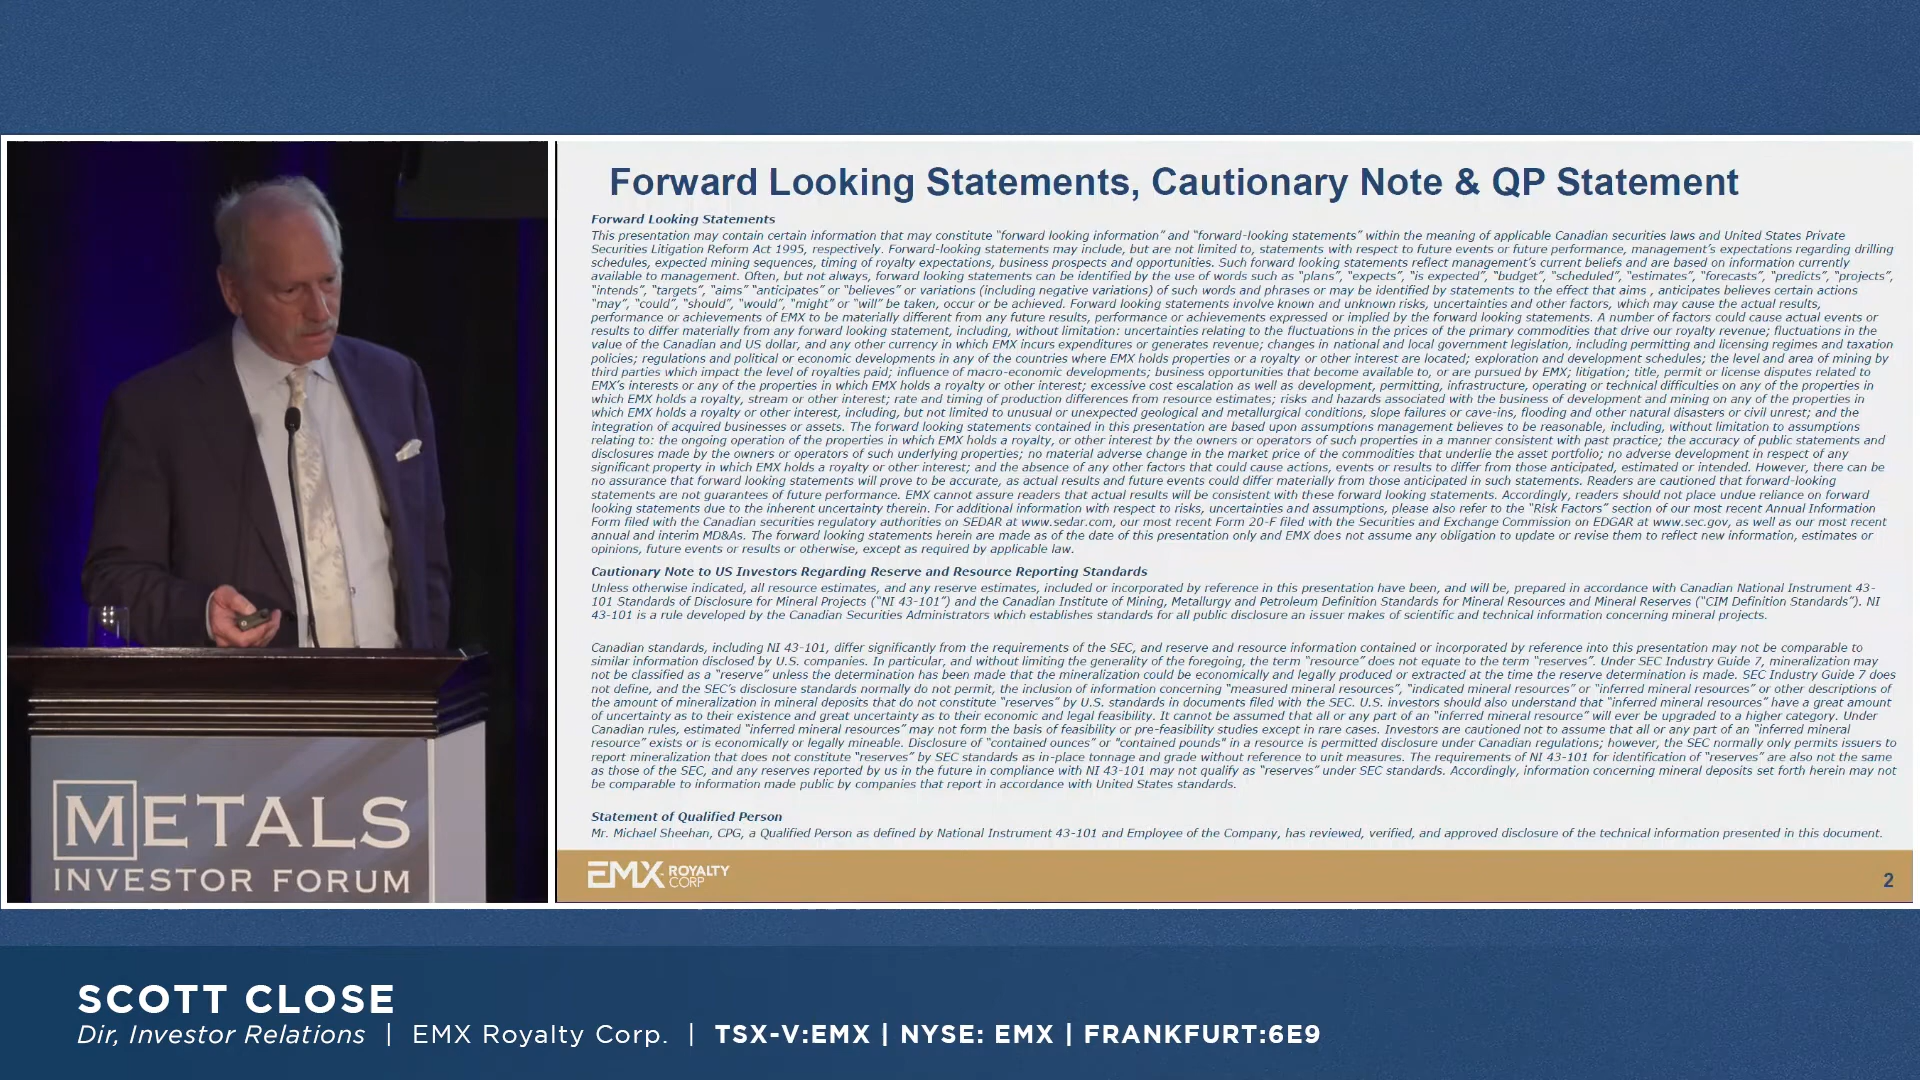 Forward Looking Statements, Cautionary Note & QP Statement
Forward Looking Statements
This presentation may contain certain information that may constitute “forward looking information” and “forward-looking statements” within the meaning of applicable Canadian securities laws and United States Private
Securities Litigation Reform Act 1995, respectively. Forward-looking statements may include, but are not limited to, statements with respect to future events or future performance, management’s expectations regarding drilling
schedules, expected mining sequences, timing of royalty expectations, business prospects and opportunities. Such forward looking statements reflect management’s current beliefs and are based on information currently
available to management. Often, but not always, forward looking statements can be identified by the use of words such as “plans”, “expects”, “is expected”, “budget”, “scheduled”, “estimates”, “forecasts”, “predicts”, “projects”,
“intends”, “targets”, “aims” “anticipates” or “believes” or variations (including negative variations) of such words and phrases or may be identified by statements to the effect that aims , anticipates believes certain actions
“may”, “could”, “should”, “would”, “might” or “will” be taken, occur or be achieved. Forward looking statements involve known and unknown risks, uncertainties and other factors, which may cause the actual results,
performance or achievements of EMX to be materially different from any future results, performance or achievements expressed or implied by the forward looking statements. A number of factors could cause actual events or
results to differ materially from any forward looking statement, including, without limitation: uncertainties relating to the fluctuations in the prices of the primary commodities that drive our royalty revenue; fluctuations in the
value of the Canadian and US dollar, and any other currency in which EMX incurs expenditures or generates revenue; changes in national and local government legislation, including permitting and licensing regimes and taxation
policies; regulations and political or economic developments in any of the countries where EMX holds properties or a royalty or other interest are located; exploration and development schedules; the level and area of mining by
third parties which impact the level of royalties paid; influence of macro-economic developments; business opportunities that become available to, or are pursued by EMX; litigation; title, permit or license disputes related to
EMX’s interests or any of the properties in which EMX holds a royalty or other interest; excessive cost escalation as well as development, permitting, infrastructure, operating or technical difficulties on any of the properties in
which EMX holds a royalty, stream or other interest; rate and timing of production differences from resource estimates; risks and hazards associated with the business of development and mining on any of the properties in
which EMX holds a royalty or other interest, including, but not limited to unusual or unexpected geological and metallurgical conditions, slope failures or cave-ins, flooding and other natural disasters or civil unrest; and the
integration of acquired businesses or assets. The forward looking statements contained in this presentation are based upon assumptions management believes to be reasonable, including, without limitation to assumptions
relating to: the ongoing operation of the properties in which EMX holds a royalty, or other interest by the owners or operators of such properties in a manner consistent with past practice; the accuracy of public statements and
disclosures made by the owners or operators of such underlying properties; no material adverse change in the market price of the commodities that underlie the asset portfolio; no adverse development in respect of any
significant property in which EMX holds a royalty or other interest; and the absence of any other factors that could cause actions, events or results to differ from those anticipated, estimated or intended. However, there can be
no assurance that forward looking statements will prove to be accurate, as actual results and future events could differ materially from those anticipated in such statements. Readers are cautioned that forward-looking
statements are not guarantees of future performance. EMX cannot assure readers that actual results will be consistent with these forward looking statements. Accordingly, readers should not place undue reliance on forward
looking statements due to the inherent uncertainty therein. For additional information with respect to risks, uncertainties and assumptions, please also refer to the “Risk Factors” section of our most recent Annual Information
Form filed with the Canadian securities regulatory authorities on SEDAR at www.sedar.com, our most recent Form 20-F filed with the Securities and Exchange Commission on EDGAR at www.sec.gov, as well as our most recent
annual and interim MD&As. The forward looking statements herein are made as of the date of this presentation only and EMX does not assume any obligation to update or revise them to reflect new information, estimates or
opinions, future events or results or otherwise, except as required by applicable law.
Cautionary Note to US Investors Regarding Reserve and Resource Reporting Standards
Unless otherwise indicated, all resource estimates, and any reserve estimates, included or incorporated by reference in this presentation have been, and will be, prepared in accordance with Canadian National Instrument 43-
101 Standards of Disclosure for Mineral Projects (“NI 43-101”) and the Canadian Institute of Mining, Metallurgy and Petroleum Definition Standards for Mineral Resources and Mineral Reserves (“CIM Definition Standards”). NI
43-101 is a rule developed by the Canadian Securities Administrators which establishes standards for all public disclosure an issuer makes of scientific and technical information concerning mineral projects.
Canadian standards, including NI 43-101, differ significantly from the requirements of the SEC, and reserve and resource information contained or incorporated by reference into this presentation may not be comparable to
similar information disclosed by U.S. companies. In particular, and without limiting the generality of the foregoing, the term “resource” does not equate to the term “reserves”. Under SEC Industry Guide 7, mineralization may
not be classified as a “reserve” unless the determination has been made that the mineralization could be economically and legally produced or extracted at the time the reserve determination is made. SEC Industry Guide 7 does
not define, and the SEC’s disclosure standards normally do not permit, the inclusion of information concerning “measured mineral resources”, “indicated mineral resources” or “inferred mineral resources” or other descriptions of
the amount of mineralization in mineral deposits that do not constitute “reserves” by U.S. standards in documents filed with the SEC. U.S. investors should also understand that “inferred mineral resources” have a great amount
of uncertainty as to their existence and great uncertainty as to their economic and legal feasibility. It cannot be assumed that all or any part of an “inferred mineral resource” will ever be upgraded to a higher category. Under
Canadian rules, estimated “inferred mineral resources” may not form the basis of feasibility or pre-feasibility studies except in rare cases. Investors are cautioned not to assume that all or any part of an “inferred mineral
resource” exists or is economically or legally mineable. Disclosure of “contained ounces” or "contained pounds" in a resource is permitted disclosure under Canadian regulations; however, the SEC normally only permits issuers to
report mineralization that does not constitute “reserves” by SEC standards as in-place tonnage and grade without reference to unit measures. The requirements of NI 43-101 for identification of “reserves” are also not the same
as those of the SEC, and any reserves reported by us in the future in compliance with NI 43-101 may not qualify as “reserves” under SEC standards. Accordingly, information concerning mineral deposits set forth herein may not
be comparable to information made public by companies that report in accordance with United States standards.
Statement of Qualified Person
Mr. Michael Sheehan, CPG, a Qualified Person as defined by National Instrument 43-101 and Employee of the Company, has reviewed, verified, and approved disclosure of the technical information presented in this document.
EMX ROYALTY CORP
2
METALS
INVESTOR FORUM
SCOTT CLOSE
Dir, Investor Relations | EMX Royalty Corp. | TSX-V:EMX | NYSE: EMX | FRANKFURT:6E9